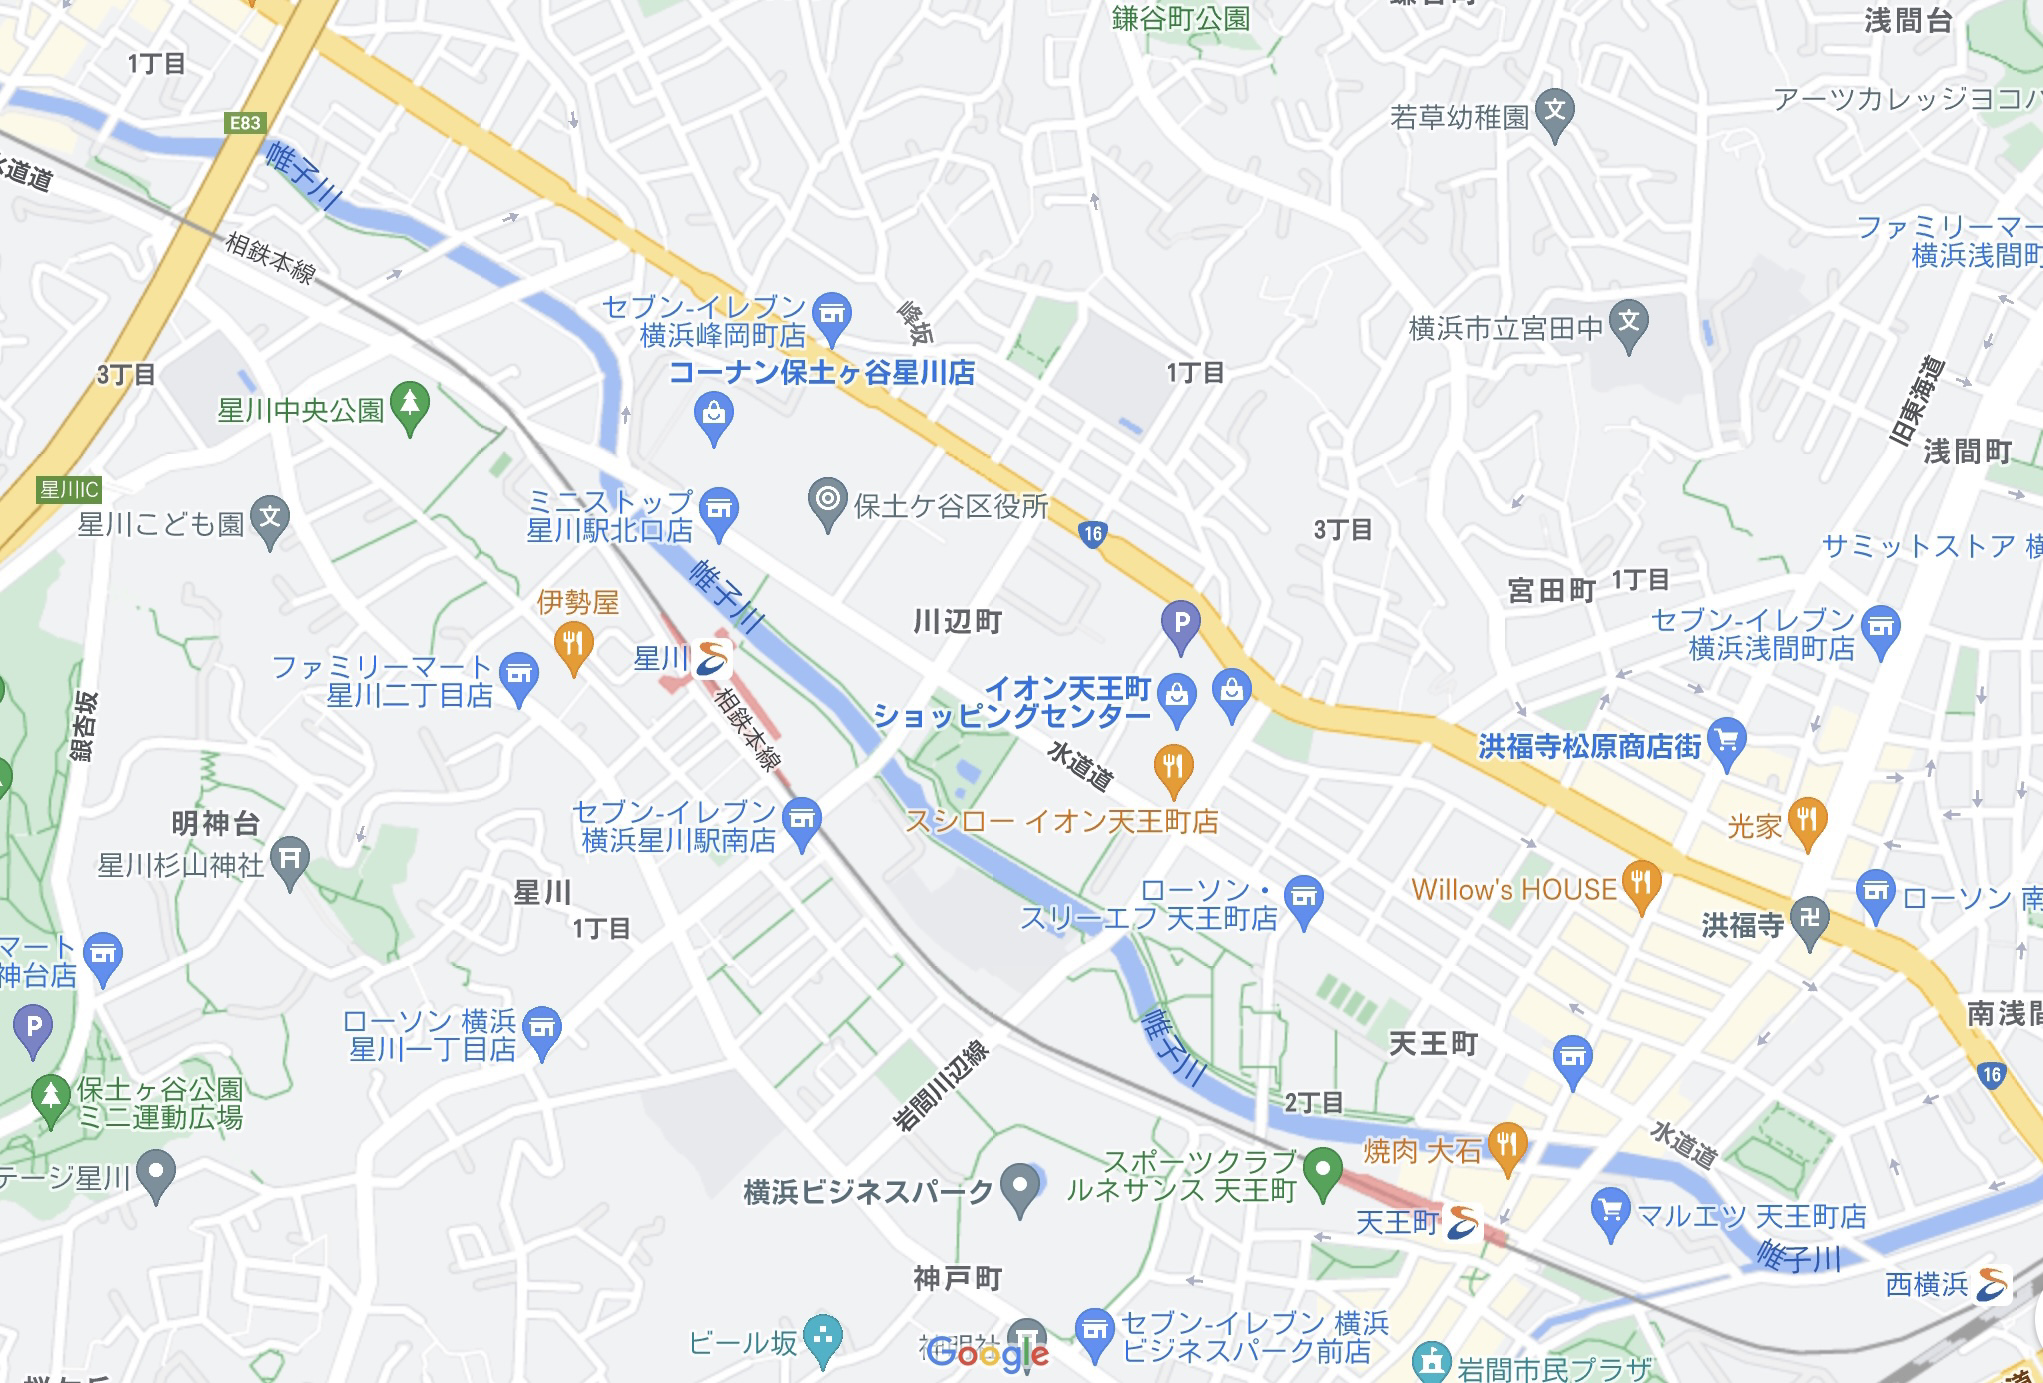 鎌谷町公園
浅間台
1丁目
E83
若草幼稚園
アーツカレッジヨコハ
帷子川
水道道
相鉄本線
ファミリーマー
横浜浅間町
セブン-イレブン
横浜峰岡町店
峰坂
横浜市立宮田中
コーナン保土ヶ谷星川店
1丁目
3丁目
星川中央公園
旧東海道
浅間町
星川IC
星川こども園
ミニストップ
星川駅北口店
保土ケ谷区役所
16
3丁目
サミットストア 横
宮田町
1丁目
帷子川
伊勢屋
川辺町
P
セブン-イレブン
横浜浅間町店
星川
ファミリーマート
星川二丁目店
イオン天王町
ショッピングセンター
銀杏坂
相鉄本線
水道道
洪福寺松原商店街
スシロー イオン天王町店
明神台
星川杉山神社
セブン-イレブン
横浜星川駅南店
光家
星川
1丁目
ローソン・
スリーエフ 天王町店
Willow's HOUSE
洪福寺
ローソン 南
マート
神台店
P
ローソン 横浜
星川一丁目店
岩間川辺線
帷子川
天王町
南浅間
16
保土ヶ谷公園
ミニ運動広場
2丁目
水道道
テージ星川
横浜ビジネスパーク
スポーツクラブ
ルネサンス 天王町
焼肉 大石
天王町
マルエツ 天王町店
帷子川
西横浜
神戸町
ビール坂
神明社
Google
セブン-イレブン 横浜
ビジネスパーク前店
岩間市民プラザ
道